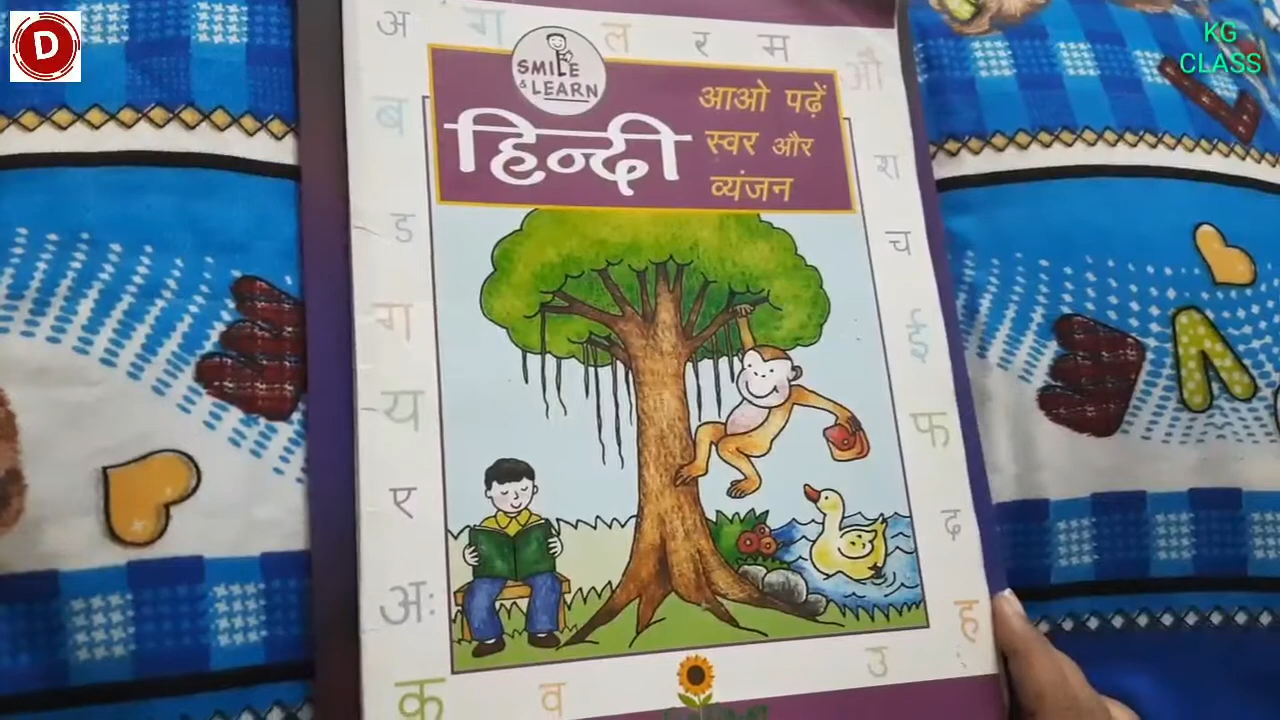 D
KG
CLASS
अ ग ल र म औ
SMILE
& LEARN
हिन्दी
आओ पढ़ें
स्वर और
व्यंजन
ब
श
ड
च
ग
ई
य
फ
र
ढ
अः
ह
उ
क
व